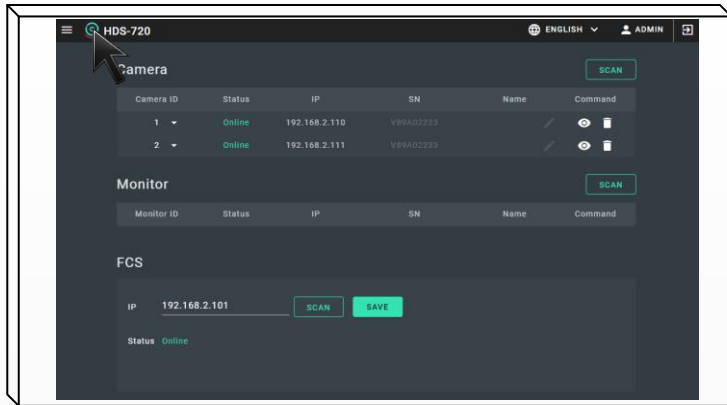 HDS-720 ENGLISH ADMIN
Camera SCAN
Camera ID Status IP SN Name Command
1 Online 192.168.2.110 V89A02223
2 Online 192.168.2.111 V89A02223
Monitor SCAN
Monitor ID Status IP SN Name Command
FCS
IP 192.168.2.101 SCAN SAVE
Status Online